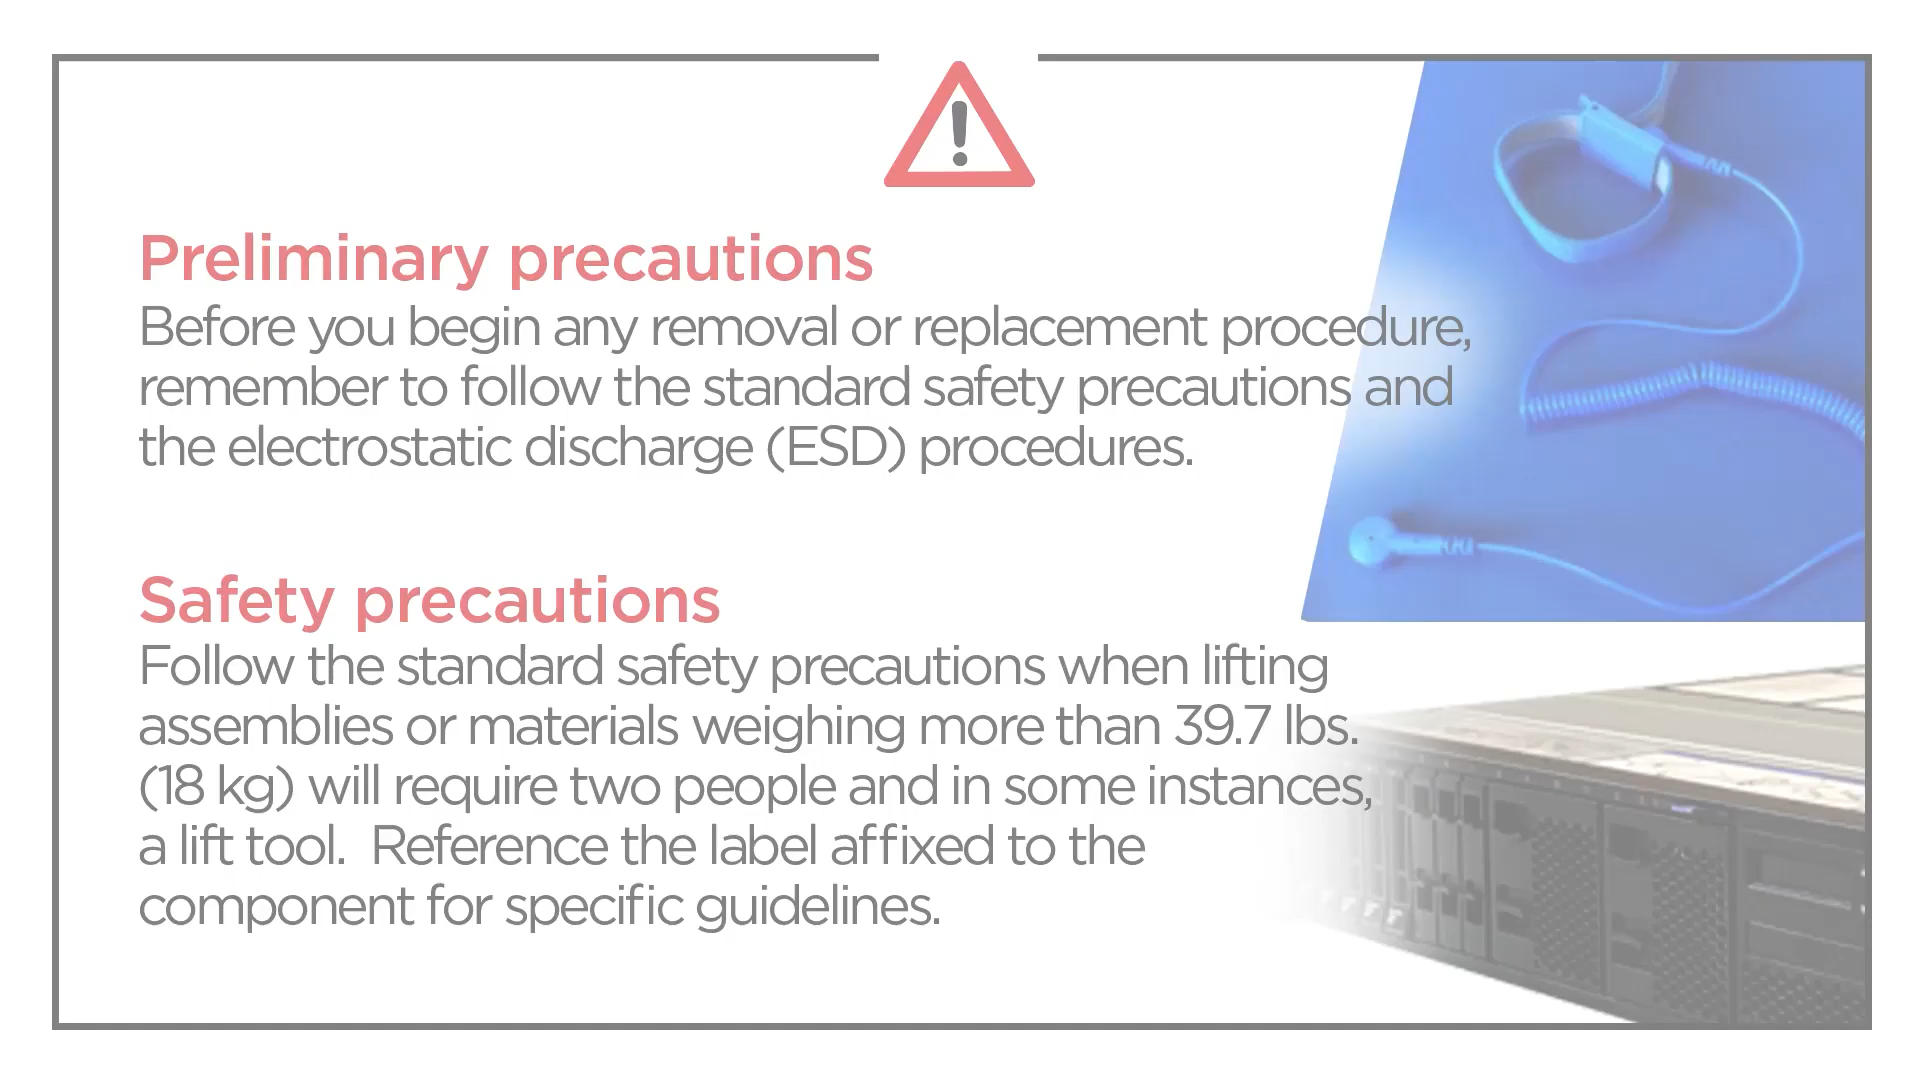 Preliminary precautions
Before you begin any removal or replacement procedure,
remember to follow the standard safety precautions and
the electrostatic discharge (ESD) procedures.
Safety precautions
Follow the standard safety precautions when lifting
assemblies or materials weighing more than 39.7 lbs.
(18 kg) will require two people and in some instances,
a lift tool.  Reference the label affixed to the
component for specific guidelines.